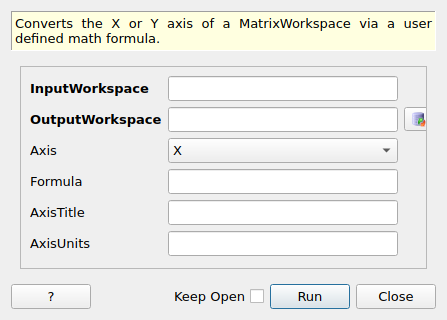 Converts the X or Y axis of a MatrixWorkspace via a user
defined math formula.
InputWorkspace
OutputWorkspace
Axis X
Formula
AxisTitle
AxisUnits
? Keep Open Run Close